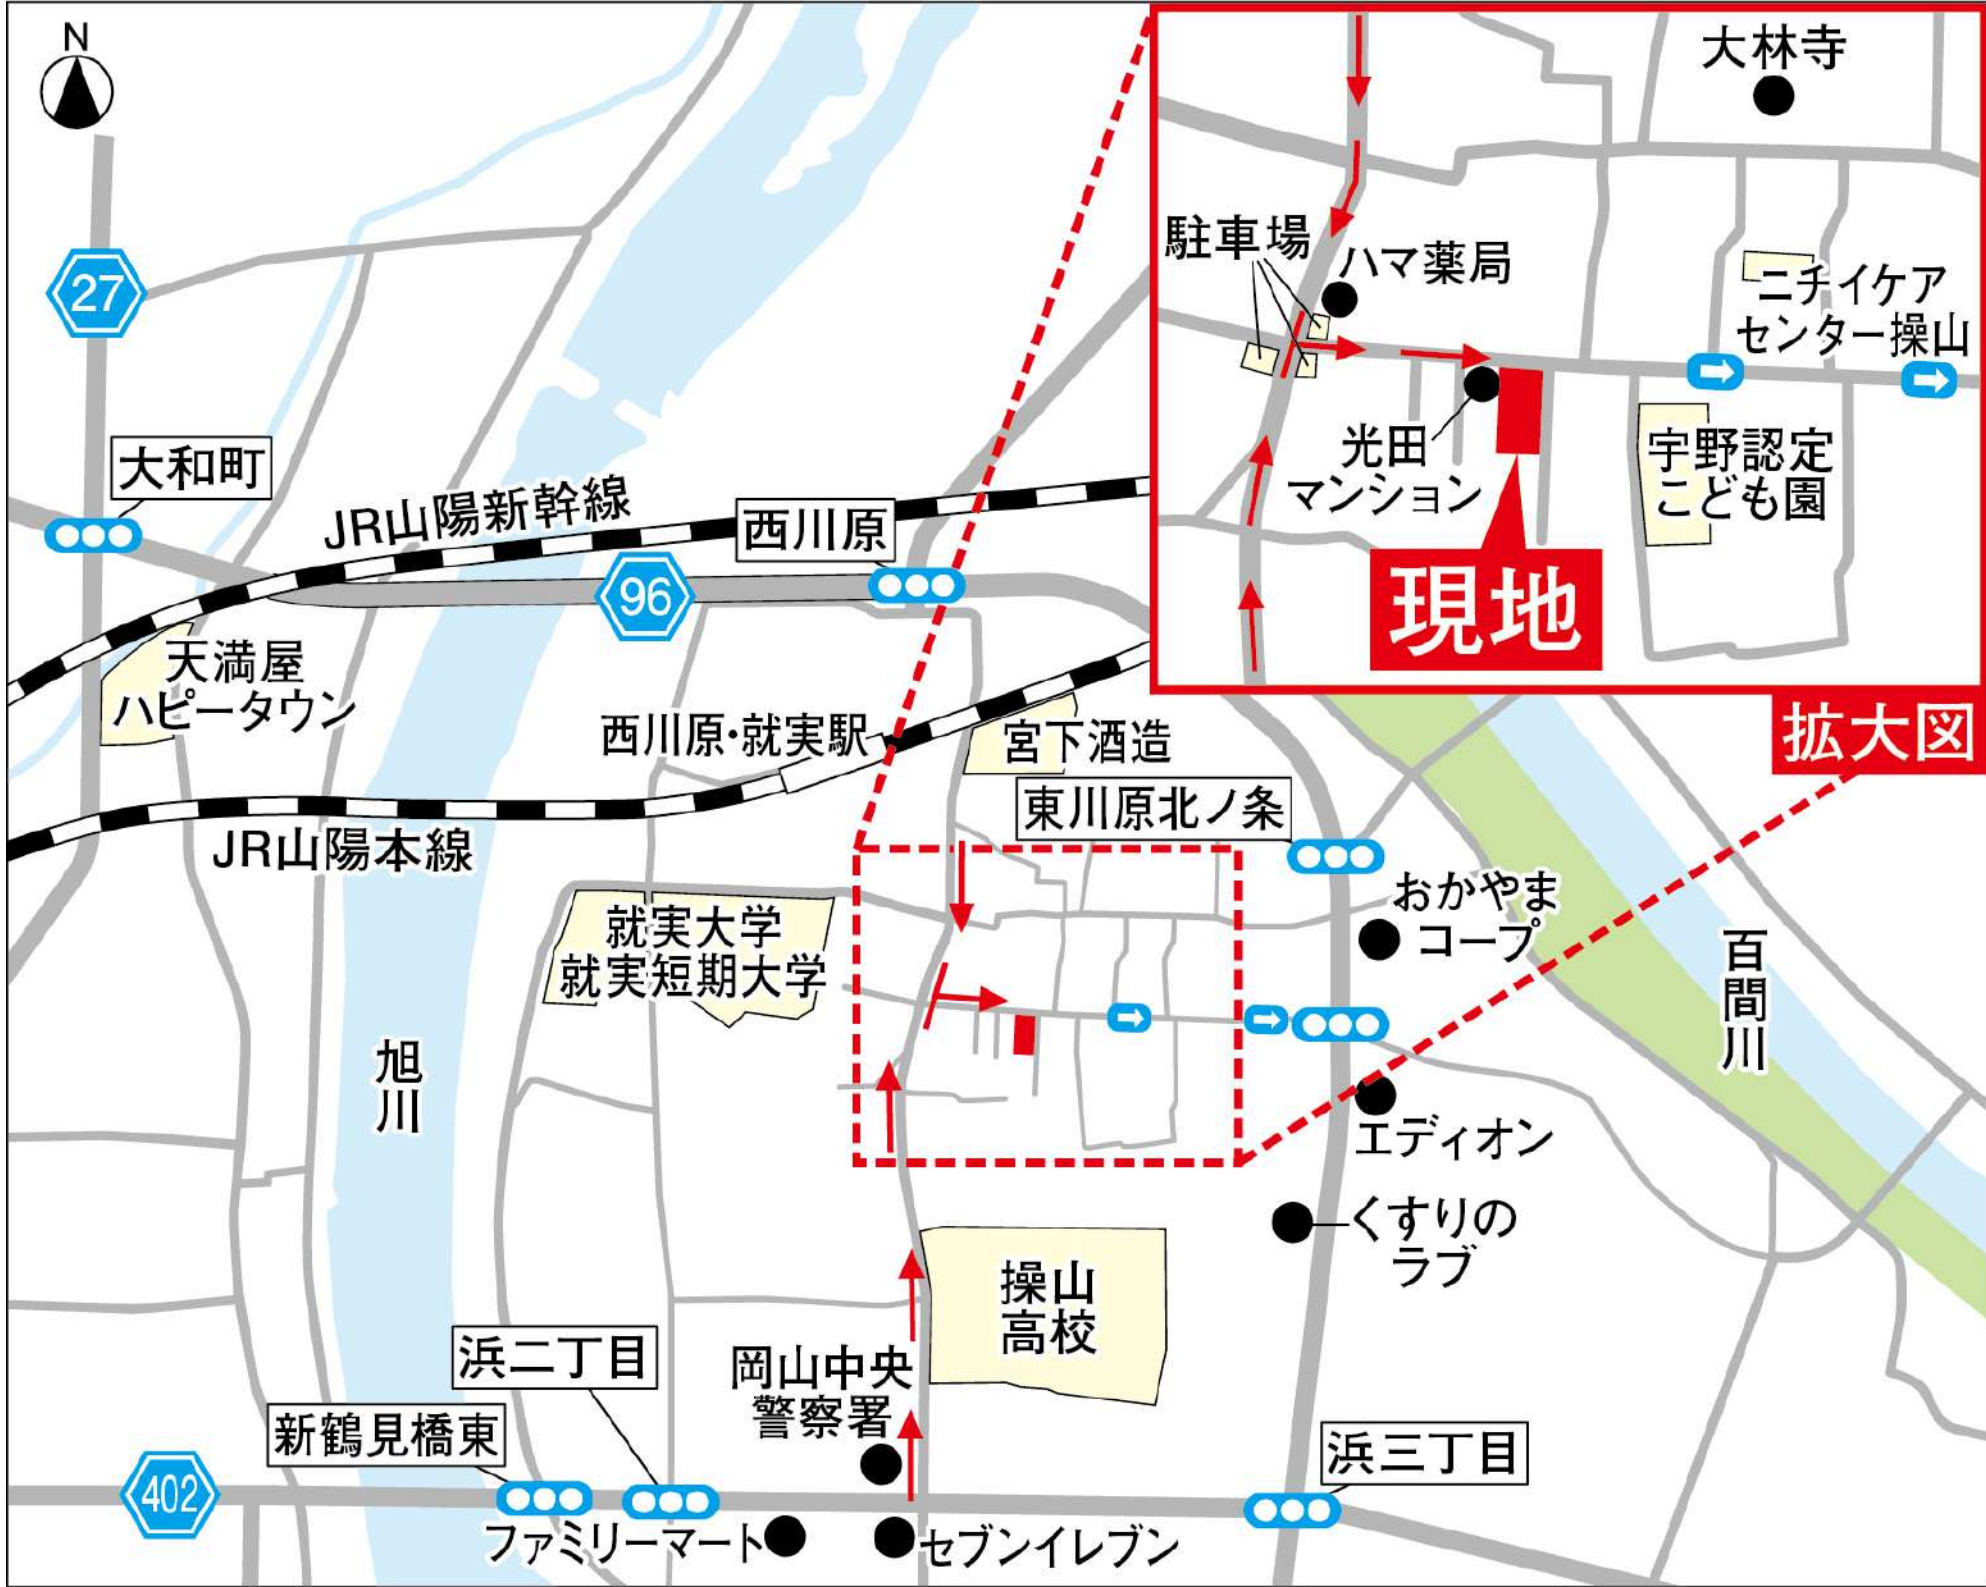 N
大林寺
駐車場
ハマ薬局
27
ニチイケア
センター操山
光田
マンション
宇野認定
こども園
大和町
JR山陽新幹線
西川原
96
現地
天満屋
ハピータウン
西川原・就実駅
宮下酒造
拡大図
東川原北ノ条
JR山陽本線
おかやま
コープ
就実大学
就実短期大学
百間川
旭川
エディオン
くすりの
ラブ
操山
高校
浜二丁目
岡山中央
警察署
新鶴見橋東
浜三丁目
402
ファミリーマート
セブンイレブン